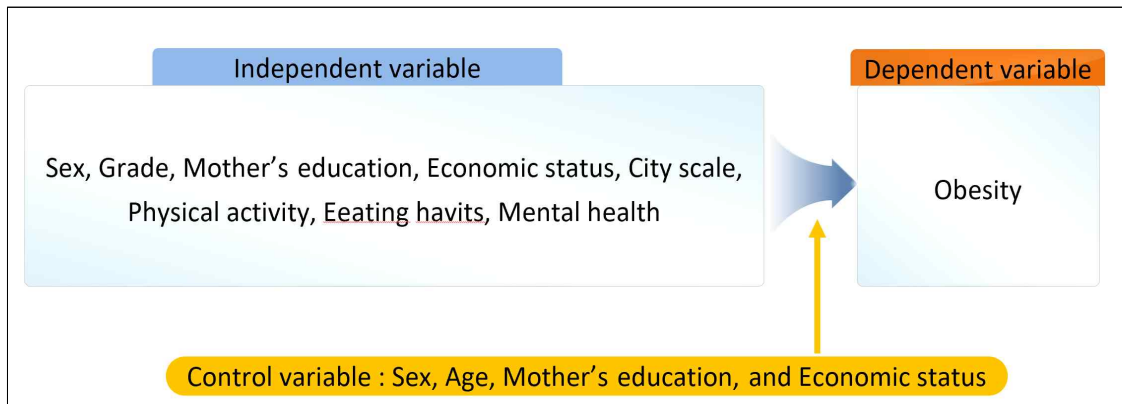 Independent variable
Dependent variable
Sex, Grade, Mother's education, Economic status, City scale,
Physical activity, Eeating havits, Mental health
Obesity
Control variable : Sex, Age, Mother's education, and Economic status